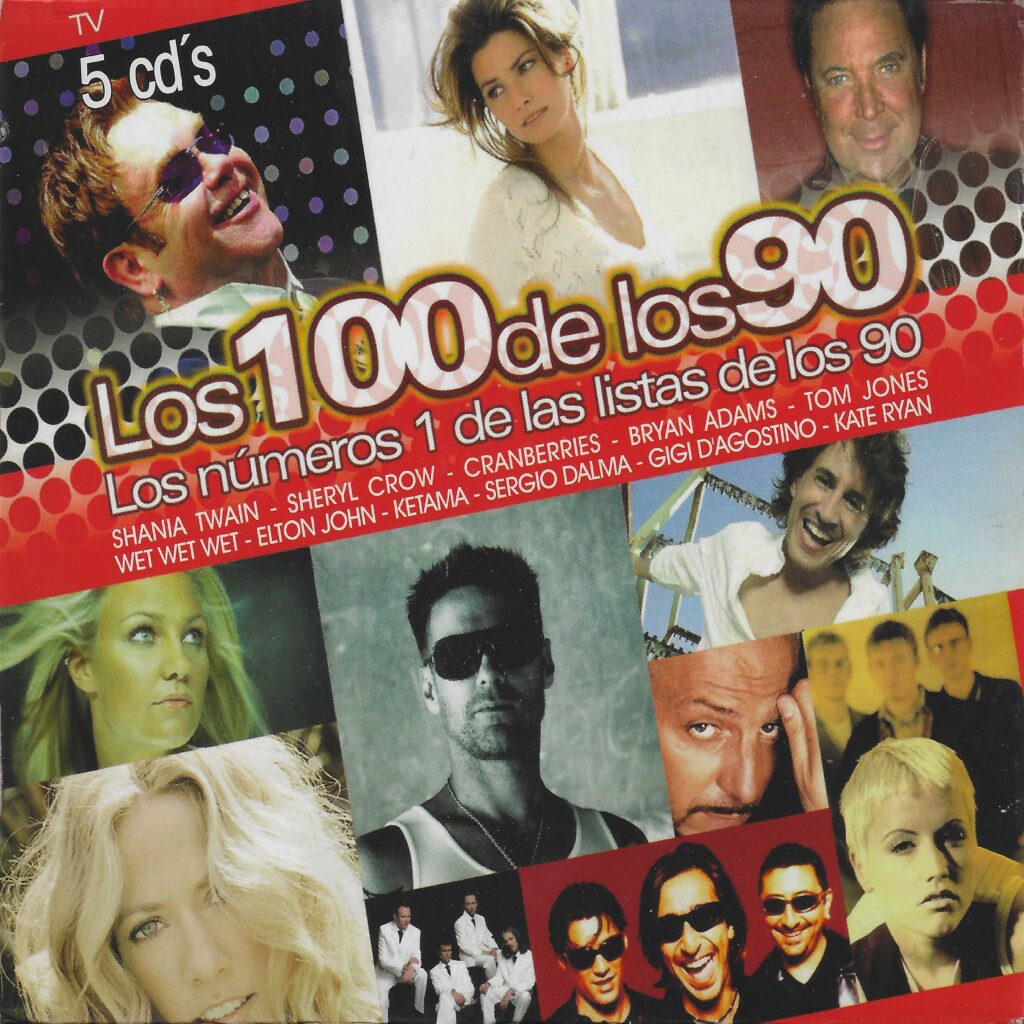 TV
5 cd's
Los 100 de los 90
Los números 1 de las listas de los 90
SHANIA TWAIN - SHERYL CROW - CRANBERRIES - BRYAN ADAMS - TOM JONES
WET WET WET - ELTON JOHN - KETAMA - SERGIO DALMA - GIGI D'AGOSTINO - KATE RYAN